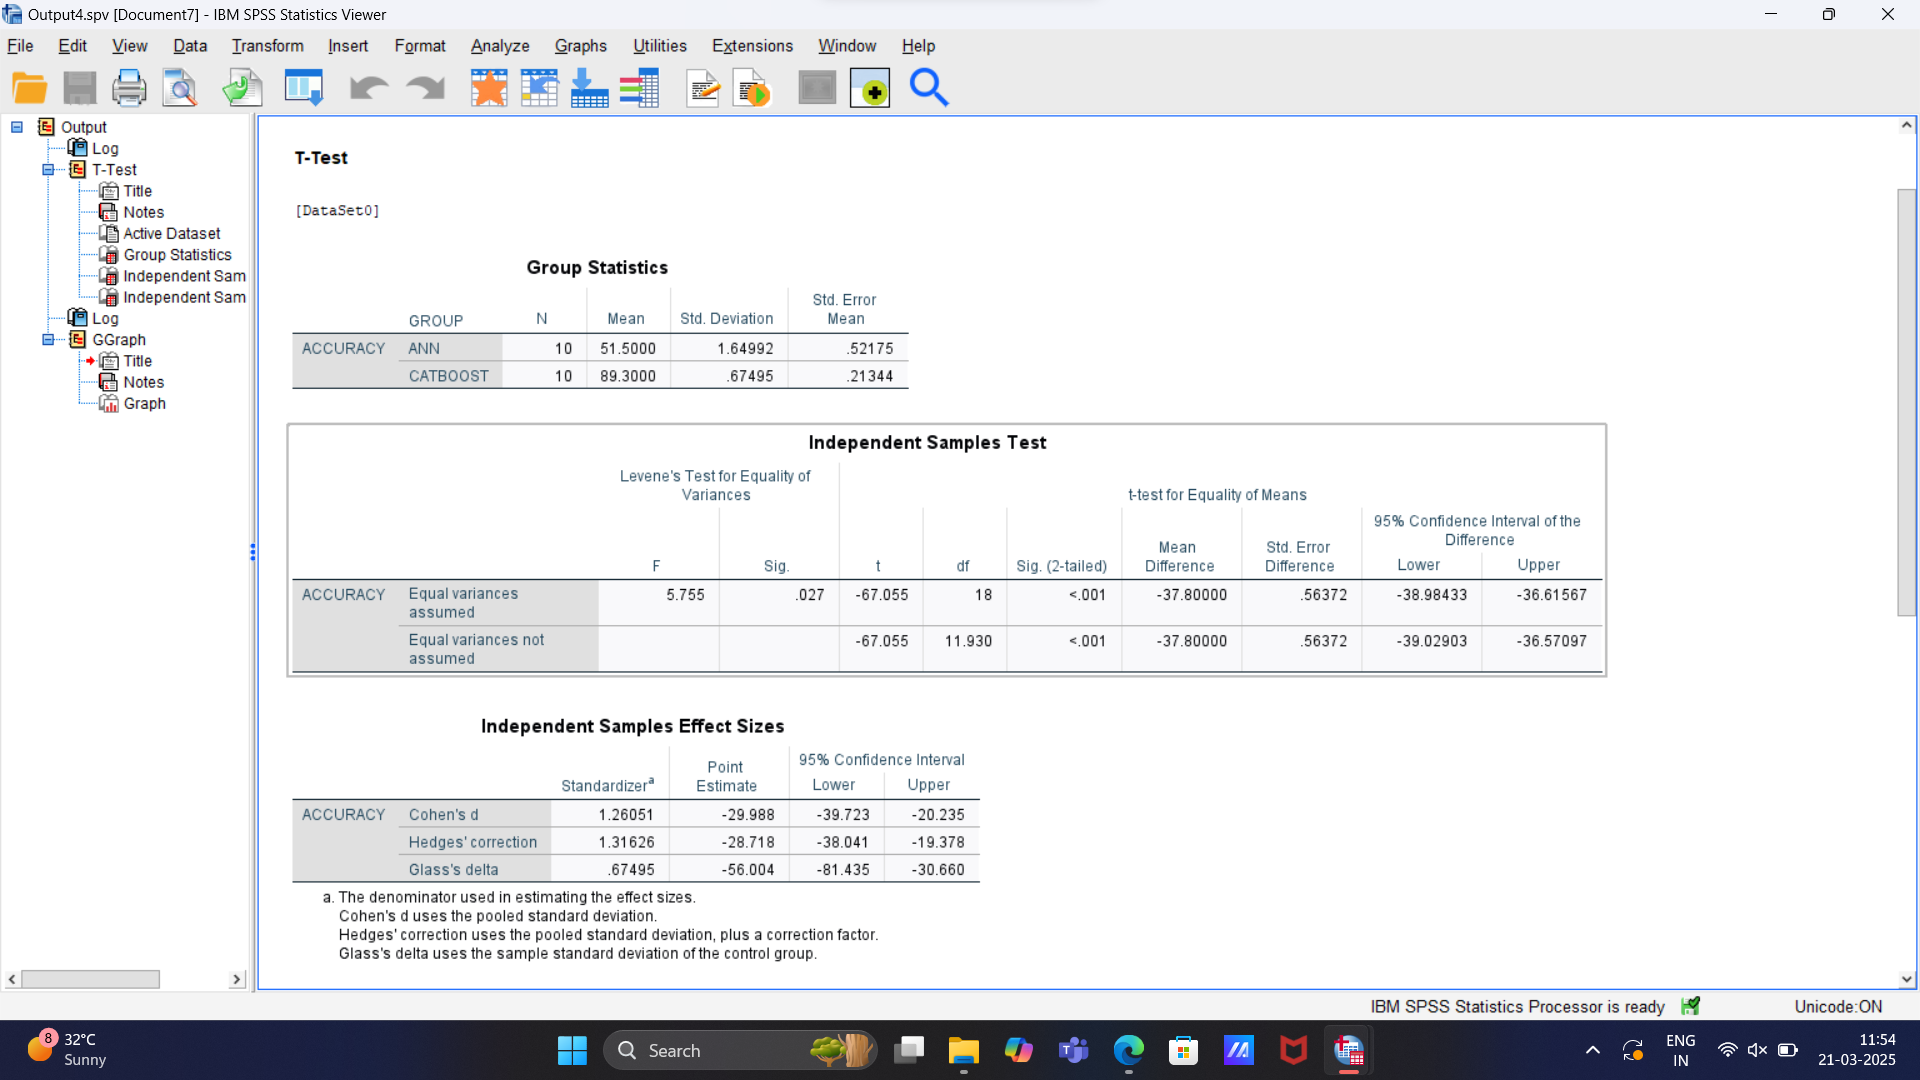 Output4.spv [Document7] - IBM SPSS Statistics Viewer
File Edit View Data Transform Insert Format Analyze Graphs Utilities Extensions Window Help
Output
Log
T-Test
Title
Notes
Active Dataset
Group Statistics
Independent Sam
Independent Sam
Log
GGraph
Title
Notes
Graph
T-Test
[DataSet0]
Group Statistics
GROUP N Mean Std. Deviation Std. Error Mean
ACCURACY ANN 10 51.5000 1.64992 .52175
CATBOOST 10 89.3000 .67495 .21344
Independent Samples Test
Levene's Test for Equality of Variances
t-test for Equality of Means
95% Confidence Interval of the Difference
F Sig. t df Sig. (2-tailed) Mean Difference Std. Error Difference Lower Upper
ACCURACY Equal variances assumed 5.755 .027 -67.055 18 <.001 -37.80000 .56372 -38.98433 -36.61567
Equal variances not assumed -67.055 11.930 <.001 -37.80000 .56372 -39.02903 -36.57097
Independent Samples Effect Sizes
95% Confidence Interval
Standardizerᵃ Point Estimate Lower Upper
ACCURACY Cohen's d 1.26051 -29.988 -39.723 -20.235
Hedges' correction 1.31626 -28.718 -38.041 -19.378
Glass's delta .67495 -56.004 -81.435 -30.660
a. The denominator used in estimating the effect sizes.
Cohen's d uses the pooled standard deviation.
Hedges' correction uses the pooled standard deviation, plus a correction factor.
Glass's delta uses the sample standard deviation of the control group.
IBM SPSS Statistics Processor is ready Unicode:ON
8
32°C
Sunny
Search
ENG
IN
11:54
21-03-2025